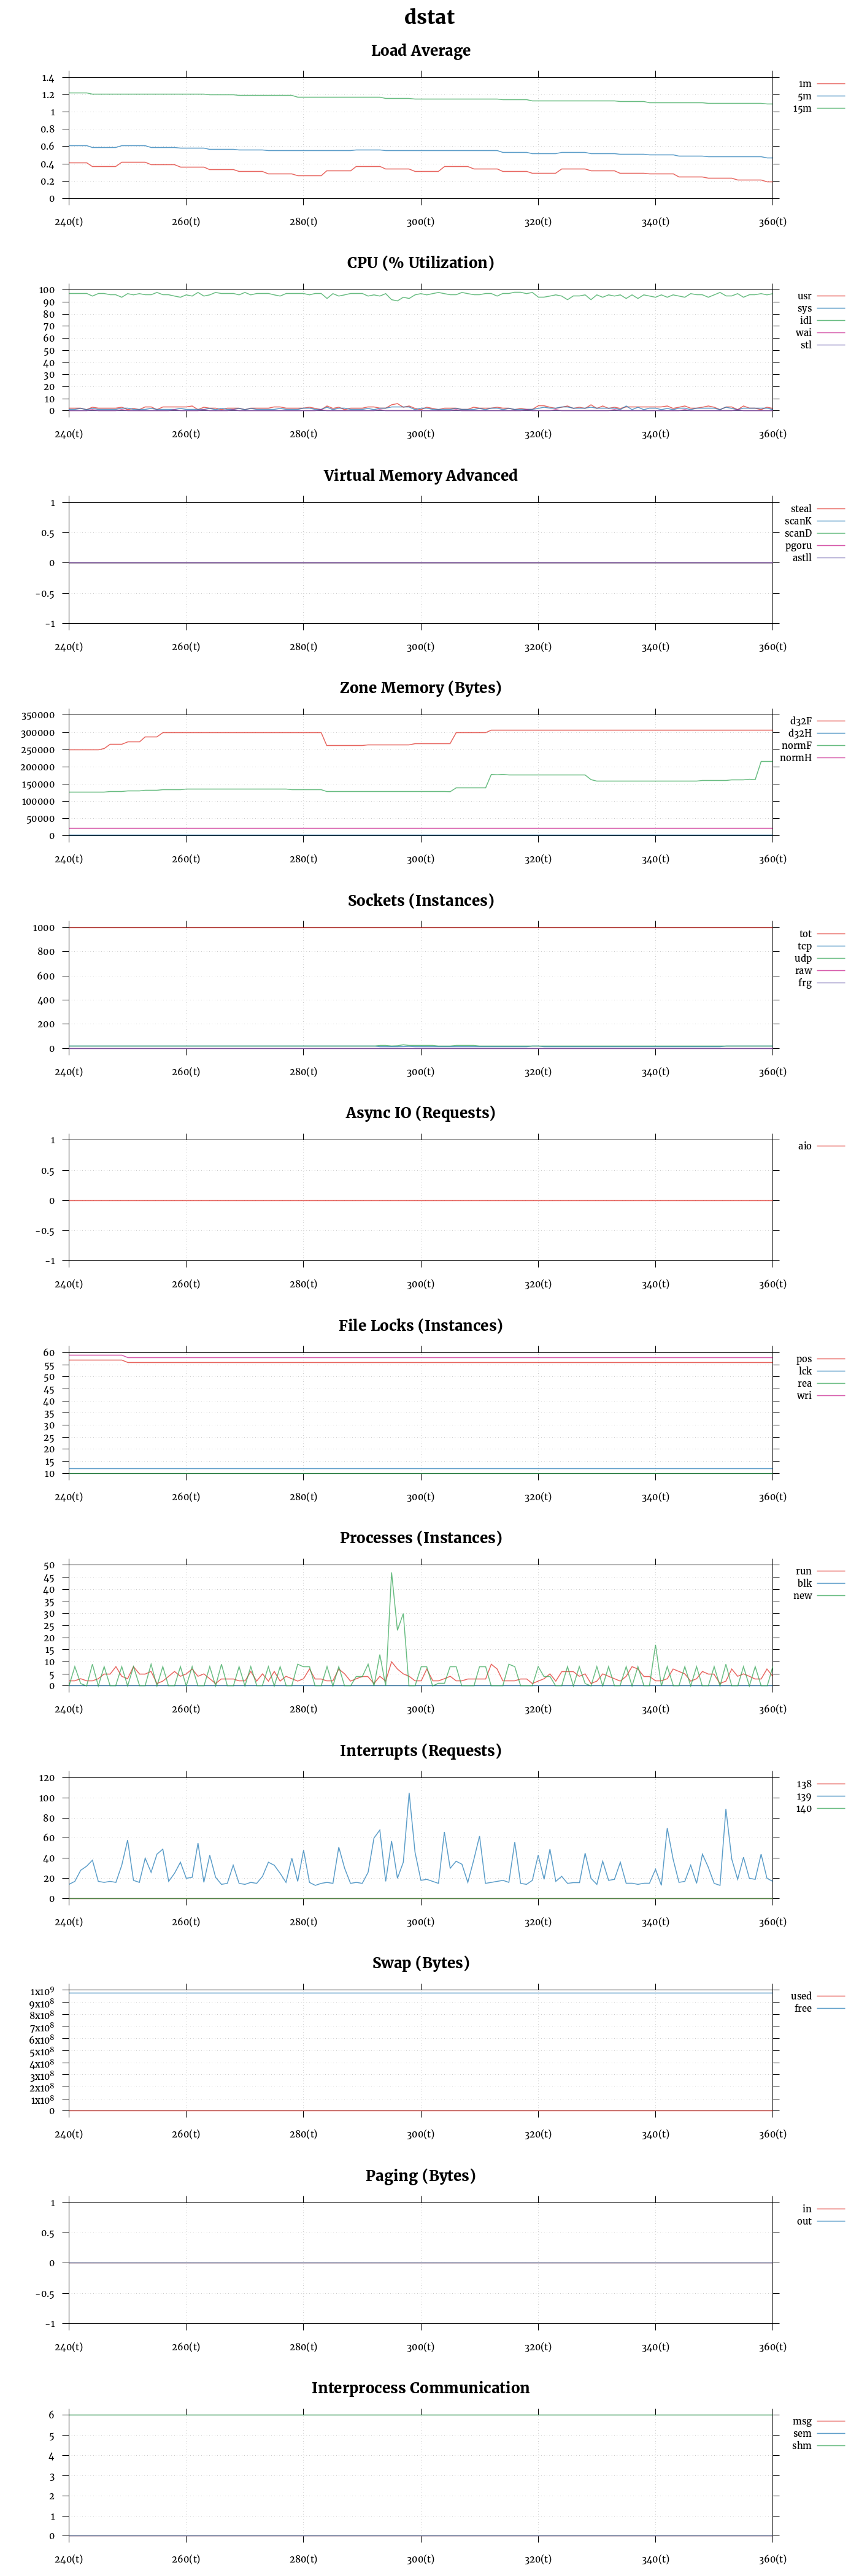 dstat
Load Average
1.4
1.2
1
0.8
0.6
0.4
0.2
0
240(t) 260(t) 280(t) 300(t) 320(t) 340(t) 360(t)
1m
5m
15m
CPU (% Utilization)
100
90
80
70
60
50
40
30
20
10
0
240(t) 260(t) 280(t) 300(t) 320(t) 340(t) 360(t)
usr
sys
idl
wai
stl
Virtual Memory Advanced
1
0.5
0
-0.5
-1
240(t) 260(t) 280(t) 300(t) 320(t) 340(t) 360(t)
steal
scanK
scanD
pgoru
astll
Zone Memory (Bytes)
350000
300000
250000
200000
150000
100000
50000
0
240(t) 260(t) 280(t) 300(t) 320(t) 340(t) 360(t)
d32F
d32H
normF
normH
Sockets (Instances)
1000
800
600
400
200
0
240(t) 260(t) 280(t) 300(t) 320(t) 340(t) 360(t)
tot
tcp
udp
raw
frg
Async IO (Requests)
1
0.5
0
-0.5
-1
240(t) 260(t) 280(t) 300(t) 320(t) 340(t) 360(t)
aio
File Locks (Instances)
60
55
50
45
40
35
30
25
20
15
10
240(t) 260(t) 280(t) 300(t) 320(t) 340(t) 360(t)
pos
lck
rea
wri
Processes (Instances)
50
45
40
35
30
25
20
15
10
5
0
240(t) 260(t) 280(t) 300(t) 320(t) 340(t) 360(t)
run
blk
new
Interrupts (Requests)
120
100
80
60
40
20
0
240(t) 260(t) 280(t) 300(t) 320(t) 340(t) 360(t)
138
139
140
Swap (Bytes)
1x10⁹
9x10⁸
8x10⁸
7x10⁸
6x10⁸
5x10⁸
4x10⁸
3x10⁸
2x10⁸
1x10⁸
0
240(t) 260(t) 280(t) 300(t) 320(t) 340(t) 360(t)
used
free
Paging (Bytes)
1
0.5
0
-0.5
-1
240(t) 260(t) 280(t) 300(t) 320(t) 340(t) 360(t)
in
out
Interprocess Communication
6
5
4
3
2
1
0
240(t) 260(t) 280(t) 300(t) 320(t) 340(t) 360(t)
msg
sem
shm